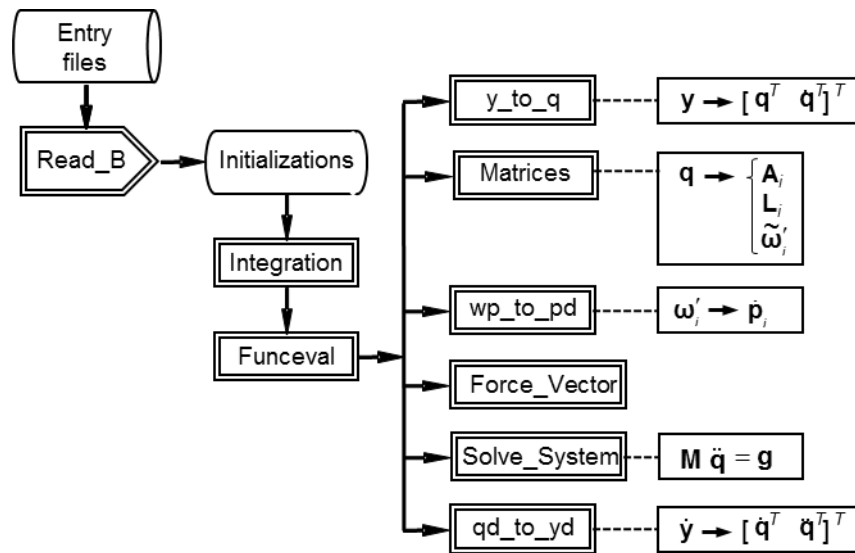 Entry
files
Read_B
Initializations
Integration
Funceval
y_to_q
y → [ q^T q̇^T ]^T
Matrices
q → { A_i
L_i
ω̃′_i
wp_to_pd
ω′_i → ṗ_i
Force_Vector
Solve_System
M q̈ = g
qd_to_yd
ẏ → [ q̇^T q̈^T ]^T